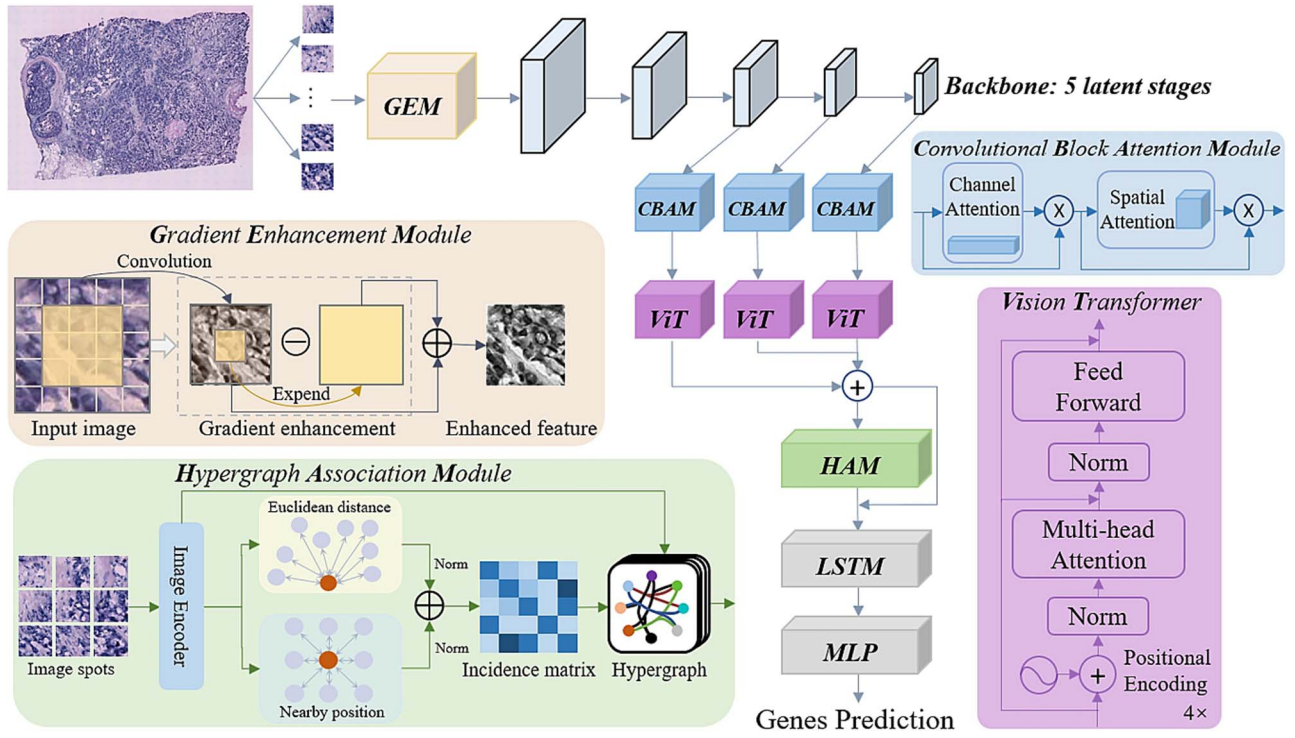 GEM
Backbone: 5 latent stages
CBAM
CBAM
CBAM
ViT
ViT
ViT
+
HAM
LSTM
MLP
Genes Prediction
Convolutional Block Attention Module
Channel
Attention
X
Spatial
Attention
X
Gradient Enhancement Module
Convolution
Expend
Input image
Gradient enhancement
Enhanced feature
Hypergraph Association Module
Euclidean distance
Image Encoder
Norm
Norm
Image spots
Nearby position
Incidence matrix
Hypergraph
Vision Transformer
Feed
Forward
Norm
Multi-head
Attention
Norm
+
Positional
Encoding
4×